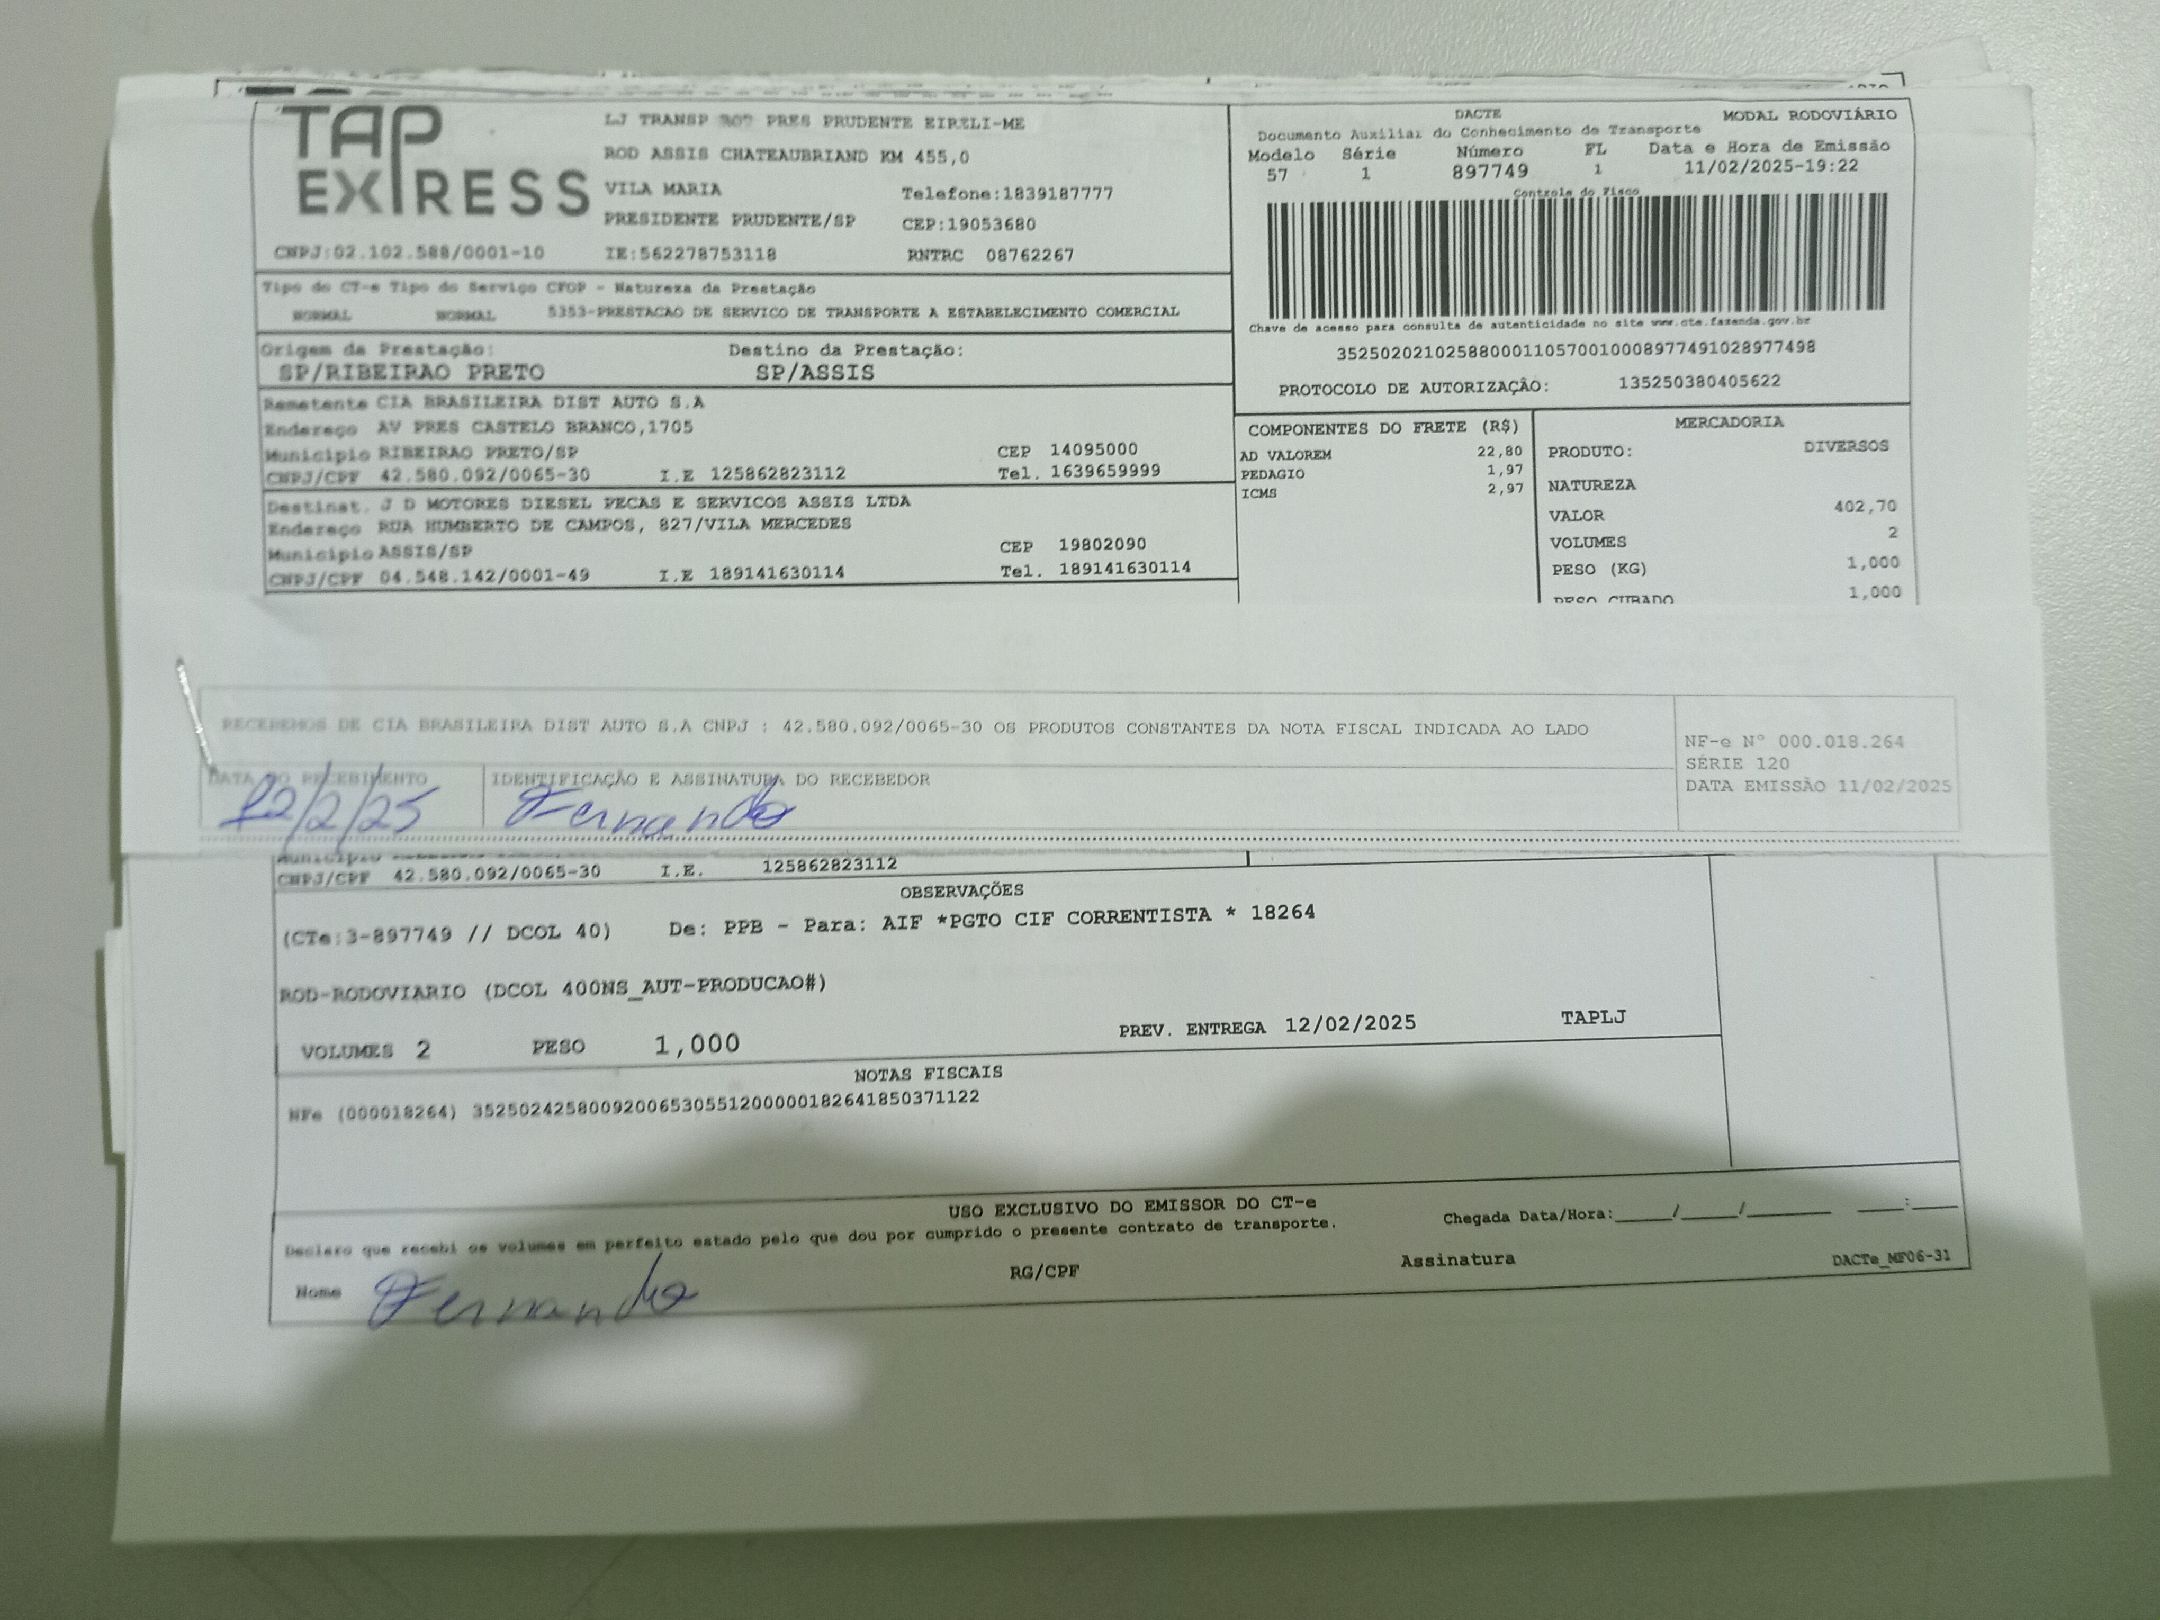 TAP
EXPRESS
LJ TRANSP ROD PRES PRUDENTE EIRELI-ME
ROD ASSIS CHATEAUBRIAND KM 455,0
VILA MARIA Telefone:1839187777
PRESIDENTE PRUDENTE/SP CEP:19053680
CNPJ:02.102.588/0001-10 IE:562278753118 RNTRC 08762267
DACTE MODAL RODOVIÁRIO
Documento Auxiliar do Conhecimento de Transporte
Modelo Série Número FL Data e Hora de Emissão
57 1 897749 1 11/02/2025-19:22
Controle do Fisco
Chave de acesso para consulta de autenticidade no site www.cte.fazenda.gov.br
35250202102588000110570010008977491028977498
PROTOCOLO DE AUTORIZAÇÃO: 135250380405622
Tipo do CT-e Tipo do Serviço CFOP - Natureza da Prestação
NORMAL NORMAL 5353-PRESTACAO DE SERVICO DE TRANSPORTE A ESTABELECIMENTO COMERCIAL
Origem da Prestação: Destino da Prestação:
SP/RIBEIRAO PRETO SP/ASSIS
Remetente CIA BRASILEIRA DIST AUTO S.A
Endereço AV PRES CASTELO BRANCO,1705
Município RIBEIRAO PRETO/SP CEP 14095000
CNPJ/CPF 42.580.092/0065-30 I.E 125862823112 Tel. 1639659999
Destinat. J D MOTORES DIESEL PECAS E SERVICOS ASSIS LTDA
Endereço RUA HUMBERTO DE CAMPOS, 827/VILA MERCEDES
Município ASSIS/SP CEP 19802090
CNPJ/CPF 04.548.142/0001-49 I.E 189141630114 Tel. 189141630114
COMPONENTES DO FRETE (R$)
AD VALOREM 22,80
PEDAGIO 1,97
ICMS 2,97
MERCADORIA
PRODUTO: DIVERSOS
NATUREZA
VALOR 402,70
VOLUMES 2
PESO (KG) 1,000
PESO CUBADO 1,000
RECEBEMOS DE CIA BRASILEIRA DIST AUTO S.A CNPJ : 42.580.092/0065-30 OS PRODUTOS CONSTANTES DA NOTA FISCAL INDICADA AO LADO
NF-e Nº 000.018.264
SÉRIE 120
DATA EMISSÃO 11/02/2025
DATA DO RECEBIMENTO IDENTIFICAÇÃO E ASSINATURA DO RECEBEDOR
12/2/25 Fernando
Município
CNPJ/CPF 42.580.092/0065-30 I.E. 125862823112
OBSERVAÇÕES
(CTe:3-897749 // DCOL 40) De: PPB - Para: AIF *PGTO CIF CORRENTISTA * 18264
ROD-RODOVIARIO (DCOL 400NS_AUT-PRODUCAO#)
VOLUMES 2 PESO 1,000 PREV. ENTREGA 12/02/2025 TAPLJ
NOTAS FISCAIS
NFe (000018264) 35250242580092006530551200000182641850371122
USO EXCLUSIVO DO EMISSOR DO CT-e
Declaro que recebi os volumes em perfeito estado pelo que dou por cumprido o presente contrato de transporte.
Chegada Data/Hora:_____/_____/_______ ____:____
Nome Fernando RG/CPF Assinatura DACTe_MF06-31